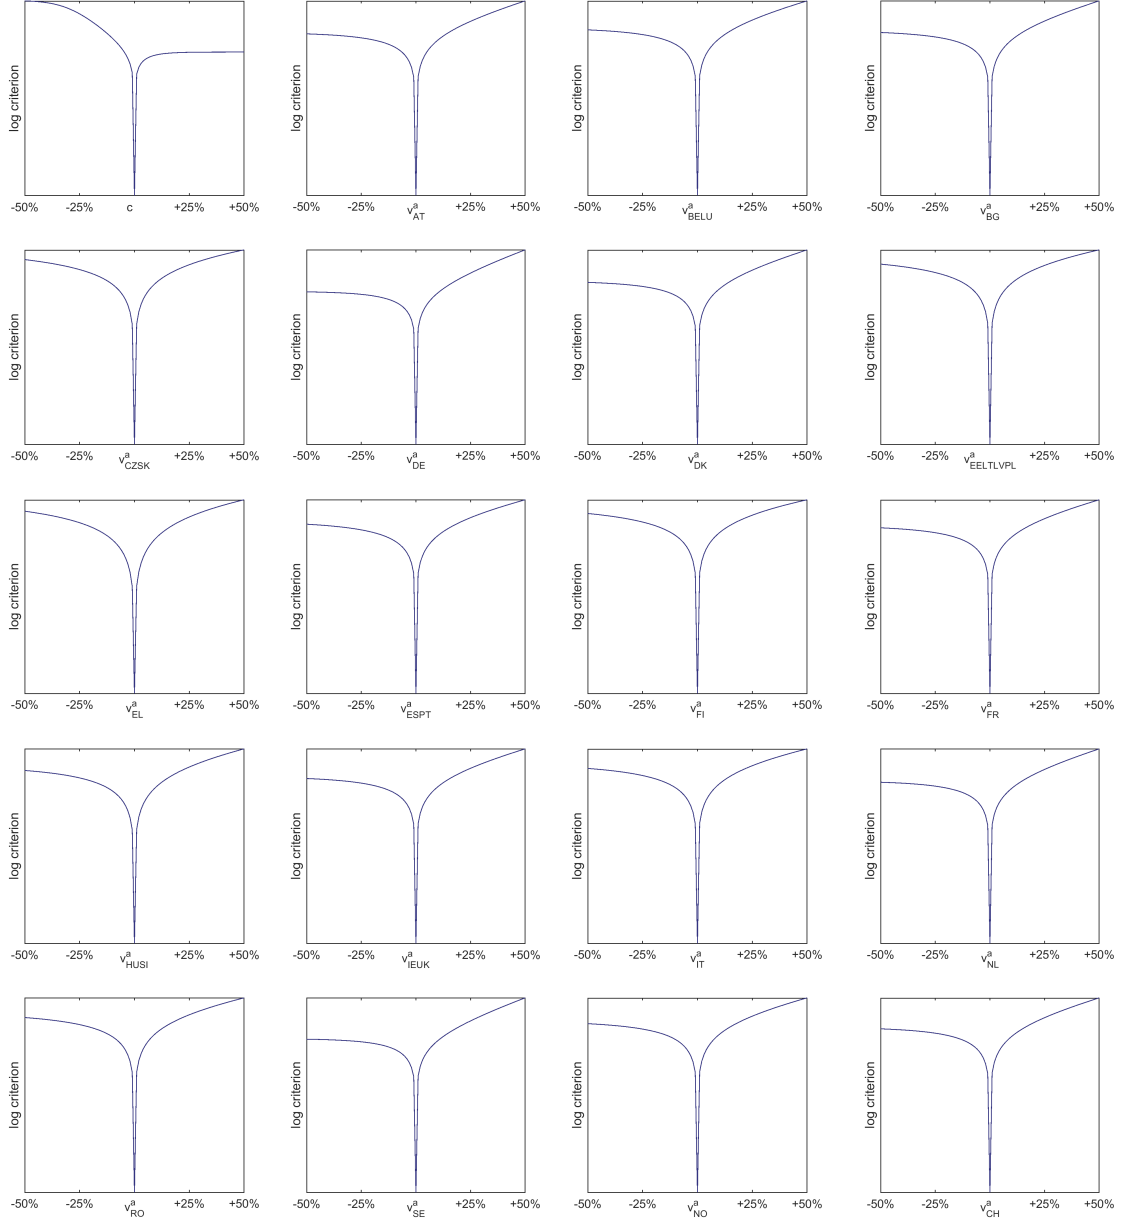 log criterion log criterion log criterion log criterion
-50% -25% c +25% +50% -50% -25% v^a_AT +25% +50% -50% -25% v^a_BELU +25% +50% -50% -25% v^a_BG +25% +50%
log criterion log criterion log criterion log criterion
-50% -25% v^a_CZSK +25% +50% -50% -25% v^a_DE +25% +50% -50% -25% v^a_DK +25% +50% -50% -25% v^a_EELTLVPL +25% +50%
log criterion log criterion log criterion log criterion
-50% -25% v^a_EL +25% +50% -50% -25% v^a_ESPT +25% +50% -50% -25% v^a_FI +25% +50% -50% -25% v^a_FR +25% +50%
log criterion log criterion log criterion log criterion
-50% -25% v^a_HUSI +25% +50% -50% -25% v^a_IEUK +25% +50% -50% -25% v^a_IT +25% +50% -50% -25% v^a_NL +25% +50%
log criterion log criterion log criterion log criterion
-50% -25% v^a_RO +25% +50% -50% -25% v^a_SE +25% +50% -50% -25% v^a_NO +25% +50% -50% -25% v^a_CH +25% +50%